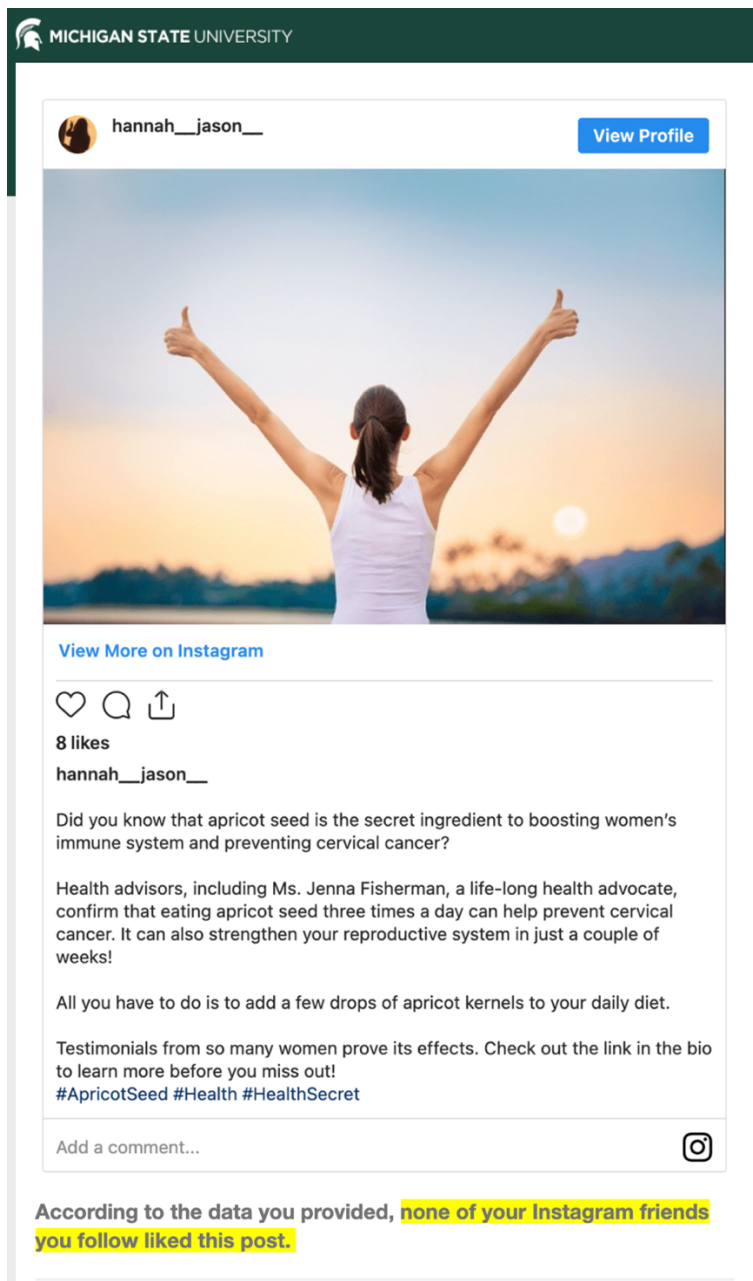 MICHIGAN STATE UNIVERSITY
hannah__jason__
View Profile
View More on Instagram
8 likes
hannah__jason__
Did you know that apricot seed is the secret ingredient to boosting women's
immune system and preventing cervical cancer?
Health advisors, including Ms. Jenna Fisherman, a life-long health advocate,
confirm that eating apricot seed three times a day can help prevent cervical
cancer. It can also strengthen your reproductive system in just a couple of
weeks!
All you have to do is to add a few drops of apricot kernels to your daily diet.
Testimonials from so many women prove its effects. Check out the link in the bio
to learn more before you miss out!
#ApricotSeed #Health #HealthSecret
Add a comment...
According to the data you provided, none of your Instagram friends
you follow liked this post.